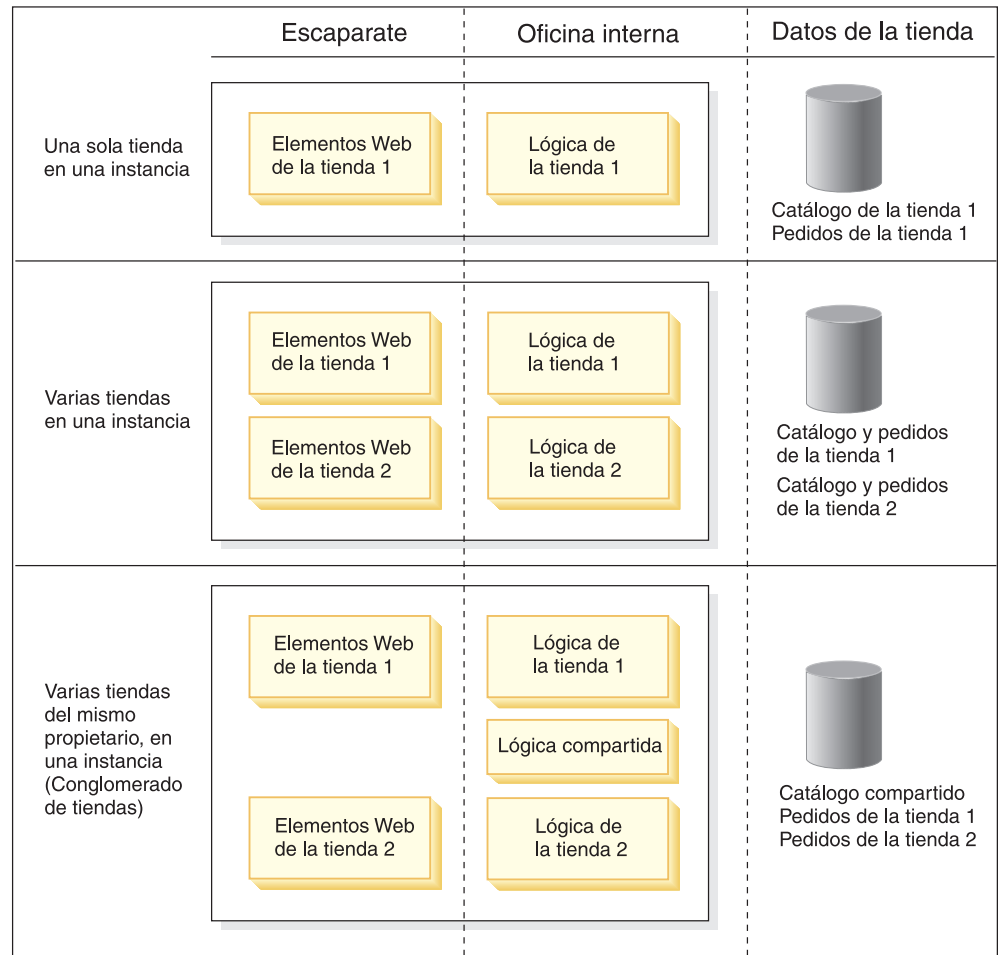 Escaparate
Oficina interna
Datos de la tienda
Una sola tienda
en una instancia
Elementos Web
de la tienda 1
Lógica de
la tienda 1
Catálogo de la tienda 1
Pedidos de la tienda 1
Varias tiendas
en una instancia
Elementos Web
de la tienda 1
Lógica de
la tienda 1
Elementos Web
de la tienda 2
Lógica de
la tienda 2
Catálogo y pedidos
de la tienda 1
Catálogo y pedidos
de la tienda 2
Varias tiendas
del mismo
propietario, en
una instancia
(Conglomerado
de tiendas)
Elementos Web
de la tienda 1
Lógica de
la tienda 1
Lógica compartida
Elementos Web
de la tienda 2
Lógica de
la tienda 2
Catálogo compartido
Pedidos de la tienda 1
Pedidos de la tienda 2